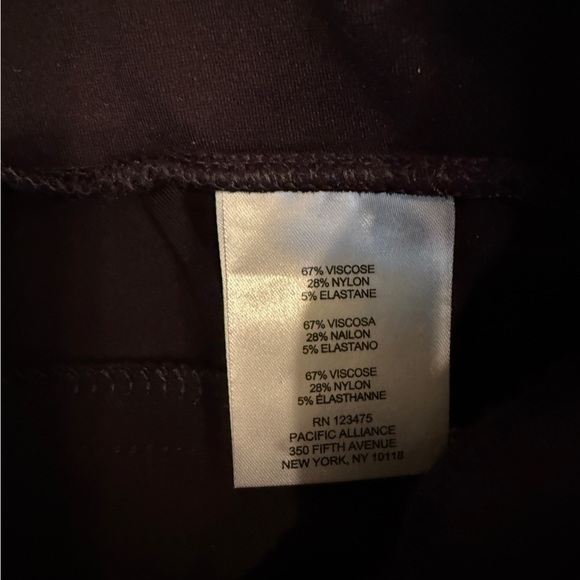 67% VISCOSE
28% NYLON
5% ELASTANE
67% VISCOSA
28% NAILON
5% ELASTANO
67% VISCOSE
28% NYLON
5% ÉLASTHANNE
RN 123475
PACIFIC ALLIANCE
350 FIFTH AVENUE
NEW YORK, NY 10118